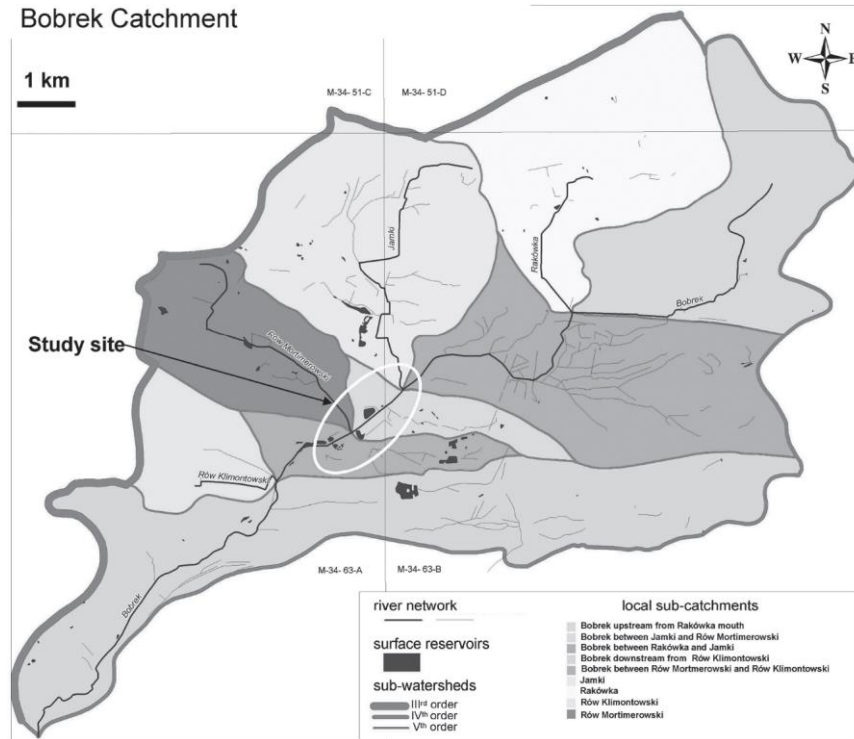 Bobrek Catchment
1 km
N
W E
S
M-34- 51-C
M-34- 51-D
Jamki
Rakówka
Bobrek
Study site
Rów Mortimerowski
Rów Klimontowski
Bobrek
M-34- 63-A
M-34- 63-B
river network
surface reservoirs
sub-watersheds
IIIrd order
IVth order
Vth order
local sub-catchments
Bobrek upstream from Rakówka mouth
Bobrek between Jamki and Rów Mortimerowski
Bobrek between Rakówka and Jamki
Bobrek downstream from Rów Klimontowski
Bobrek between Rów Mortmerowski and Rów Klimontowski
Jamki
Rakówka
Rów Klimontowski
Rów Mortimerowski